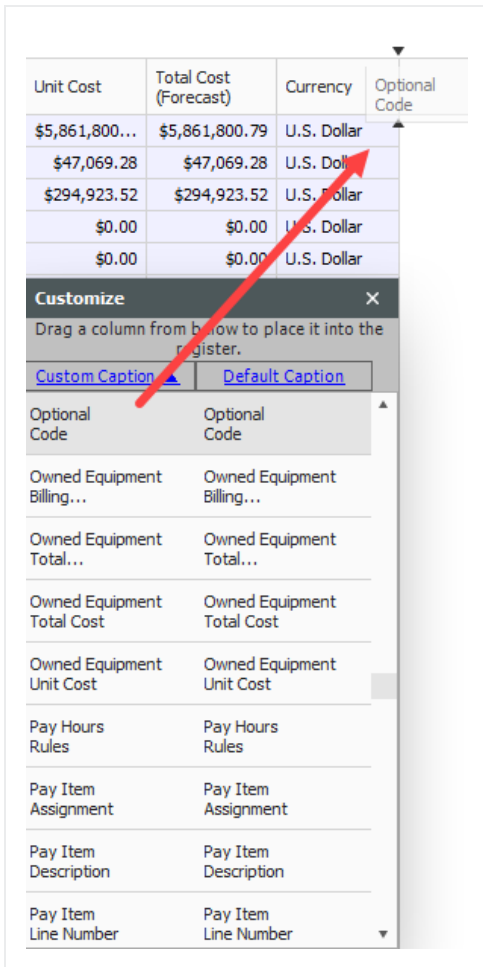 Unit Cost Total Cost (Forecast) Currency Optional Code
$5,861,800... $5,861,800.79 U.S. Dollar
$47,069.28 $47,069.28 U.S. Dollar
$294,923.52 $294,923.52 U.S. Dollar
$0.00 $0.00 U.S. Dollar
$0.00 $0.00 U.S. Dollar
Customize
Drag a column from below to place it into the
register.
Custom Caption Default Caption
Optional Optional
Code Code
Owned Equipment Owned Equipment
Billing... Billing...
Owned Equipment Owned Equipment
Total... Total...
Owned Equipment Owned Equipment
Total Cost Total Cost
Owned Equipment Owned Equipment
Unit Cost Unit Cost
Pay Hours Pay Hours
Rules Rules
Pay Item Pay Item
Assignment Assignment
Pay Item Pay Item
Description Description
Pay Item Pay Item
Line Number Line Number